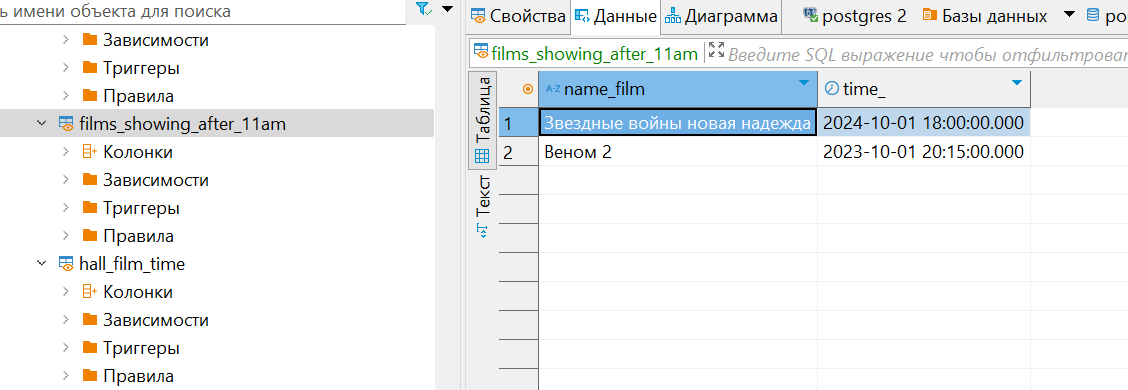 ь имени объекта для поиска
Зависимости
Триггеры
Правила
films_showing_after_11am
Колонки
Зависимости
Триггеры
Правила
hall_film_time
Колонки
Зависимости
Триггеры
Правила
Свойства Данные Диаграмма postgres 2 Базы данных po
films_showing_after_11am Введите SQL выражение чтобы отфильтроват
Таблица
Текст
A-Z name_film time_
1 Звездные войны новая надежда 2024-10-01 18:00:00.000
2 Веном 2 2023-10-01 20:15:00.000